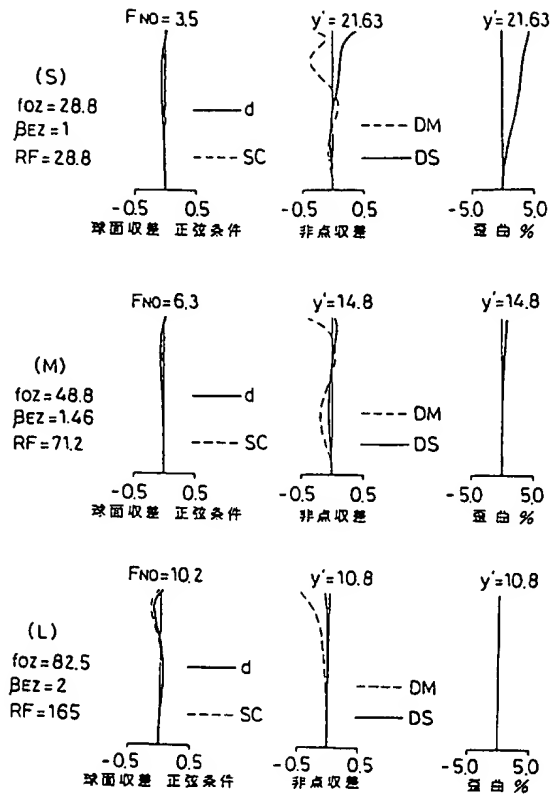 FNO=3.5 y'=21.63 y'=21.63
(S)
foz=28.8
βEZ=1
RF=28.8
d
SC
DM
DS
-0.5 0.5 -0.5 0.5 -5.0 5.0
球面収差 正弦条件 非点収差 歪曲 %
FNO=6.3 y'=14.8 y'=14.8
(M)
foz=48.8
βEZ=1.46
RF=71.2
d
SC
DM
DS
-0.5 0.5 -0.5 0.5 -5.0 5.0
球面収差 正弦条件 非点収差 歪曲 %
FNO=10.2 y'=10.8 y'=10.8
(L)
foz=82.5
βEZ=2
RF=165
d
SC
DM
DS
-0.5 0.5 -0.5 0.5 -5.0 5.0
球面収差 正弦条件 非点収差 歪曲 %